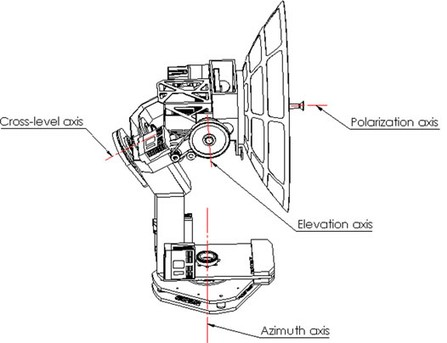 Cross-level axis
Polarization axis
Elevation axis
Azimuth axis